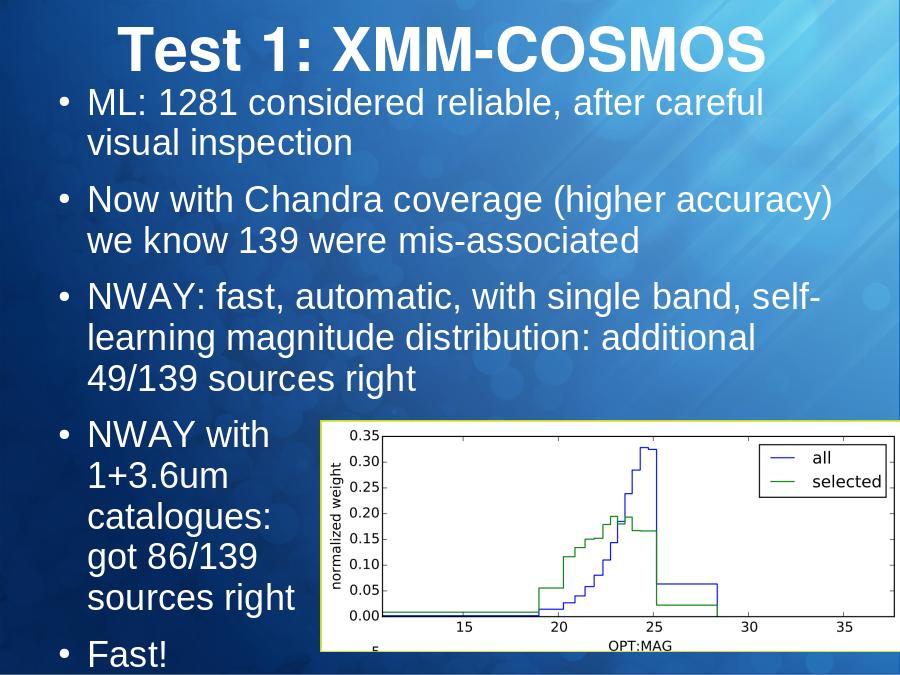 Test 1: XMM-COSMOS
• ML: 1281 considered reliable, after careful
visual inspection
• Now with Chandra coverage (higher accuracy)
we know 139 were mis-associated
• NWAY: fast, automatic, with single band, self-
learning magnitude distribution: additional
49/139 sources right
• NWAY with
1+3.6um
catalogues:
got 86/139
sources right
• Fast!
0.35
0.30
0.25
0.20
0.15
0.10
0.05
0.00
normalized weight
all
selected
15 20 25 30 35
OPT:MAG